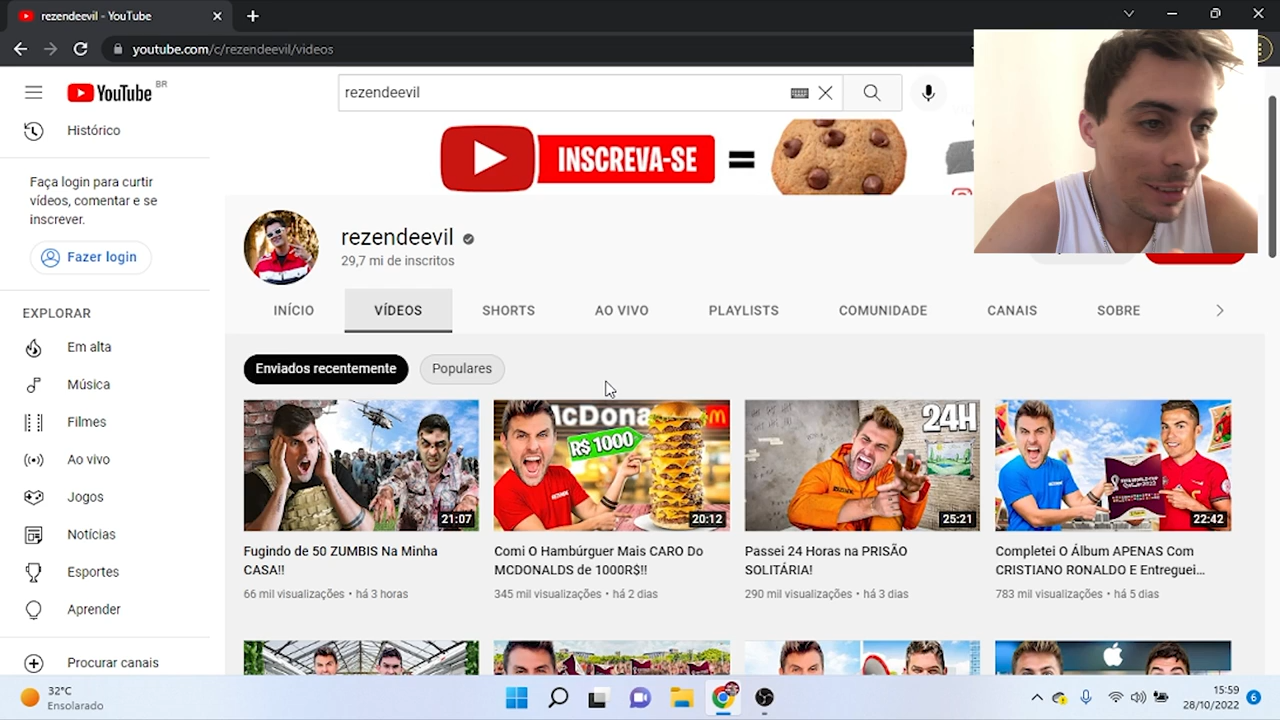 rezendeevil - YouTube
youtube.com/c/rezendeevil/videos
YouTube BR
rezendeevil
Histórico
INSCREVA-SE =
Faça login para curtir
vídeos, comentar e se
inscrever.
Fazer login
rezendeevil
29,7 mi de inscritos
INÍCIO VÍDEOS SHORTS AO VIVO PLAYLISTS COMUNIDADE CANAIS SOBRE
EXPLORAR
Em alta
Música
Filmes
Ao vivo
Jogos
Notícias
Esportes
Aprender
Procurar canais
Enviados recentemente Populares
21:07
R$ 1000
20:12
24H
25:21
22:42
Fugindo de 50 ZUMBIS Na Minha
CASA!!
66 mil visualizações • há 3 horas
Comi O Hambúrguer Mais CARO Do
MCDONALDS de 1000R$!!
345 mil visualizações • há 2 dias
Passei 24 Horas na PRISÃO
SOLITÁRIA!
290 mil visualizações • há 3 dias
Completei O Álbum APENAS Com
CRISTIANO RONALDO E Entreguei...
783 mil visualizações • há 5 dias
32°C
Ensolarado
15:59
28/10/2022
6